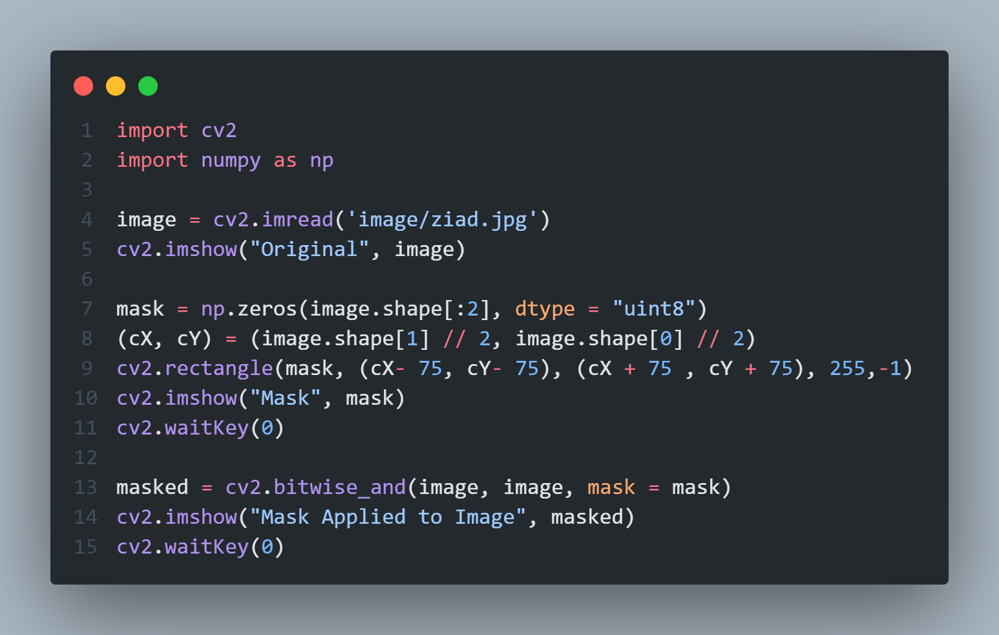 1 import cv2
2 import numpy as np
3
4 image = cv2.imread('image/ziad.jpg')
5 cv2.imshow("Original", image)
6
7 mask = np.zeros(image.shape[:2], dtype = "uint8")
8 (cX, cY) = (image.shape[1] // 2, image.shape[0] // 2)
9 cv2.rectangle(mask, (cX- 75, cY- 75), (cX + 75 , cY + 75), 255,-1)
10 cv2.imshow("Mask", mask)
11 cv2.waitKey(0)
12
13 masked = cv2.bitwise_and(image, image, mask = mask)
14 cv2.imshow("Mask Applied to Image", masked)
15 cv2.waitKey(0)